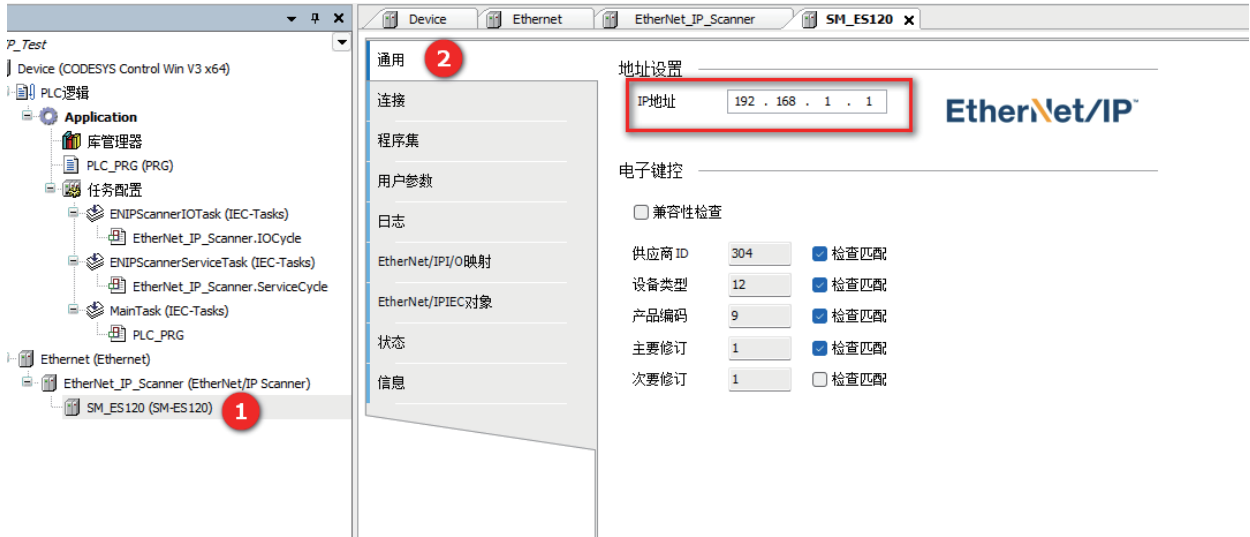 Device
Ethernet
EtherNet_IP_Scanner
SM_ES120
P_Test
Device (CODESYS Control Win V3 x64)
PLC逻辑
Application
库管理器
PLC_PRG (PRG)
任务配置
ENIPScannerIOTask (IEC-Tasks)
EtherNet_IP_Scanner.IOCycle
ENIPScannerServiceTask (IEC-Tasks)
EtherNet_IP_Scanner.ServiceCycle
MainTask (IEC-Tasks)
PLC_PRG
Ethernet (Ethernet)
EtherNet_IP_Scanner (EtherNet/IP Scanner)
SM_ES120 (SM-ES120)
1
通用
2
连接
程序集
用户参数
日志
EtherNet/IPI/O映射
EtherNet/IPIEC对象
状态
信息
地址设置
IP地址 192 . 168 . 1 . 1
EtherNet/IP™
电子键控
兼容性检查
供应商ID 304 检查匹配
设备类型 12 检查匹配
产品编码 9 检查匹配
主要修订 1 检查匹配
次要修订 1 检查匹配